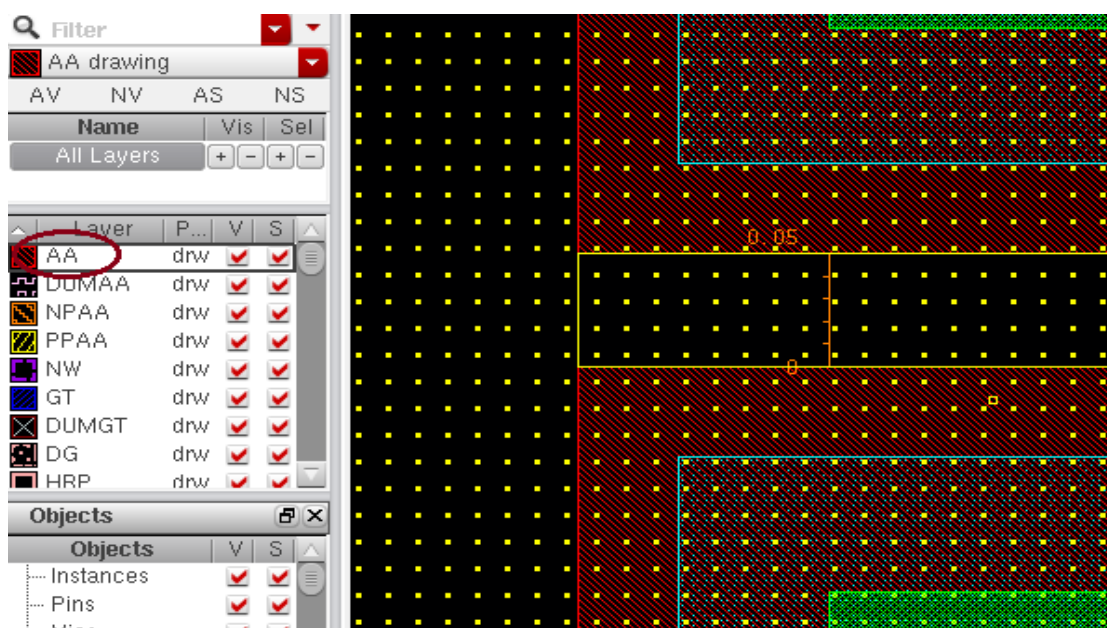 Filter
AA drawing
AV NV AS NS
Name Vis Sel
All Layers + - + -
Layer P... V S
AA drw
DUMAA drw
NPAA drw
PPAA drw
NW drw
GT drw
DUMGT drw
DG drw
HRP drw
Objects
Objects V S
Instances
Pins
0.05
0